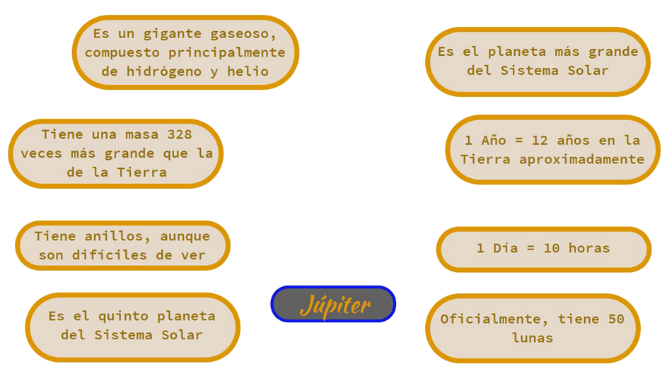 Es un gigante gaseoso,
compuesto principalmente
de hidrógeno y helio
Es el planeta más grande
del Sistema Solar
Tiene una masa 328
veces más grande que la
de la Tierra
1 Año = 12 años en la
Tierra aproximadamente
Tiene anillos, aunque
son difíciles de ver
1 Día = 10 horas
Es el quinto planeta
del Sistema Solar
Júpiter
Oficialmente, tiene 50
lunas